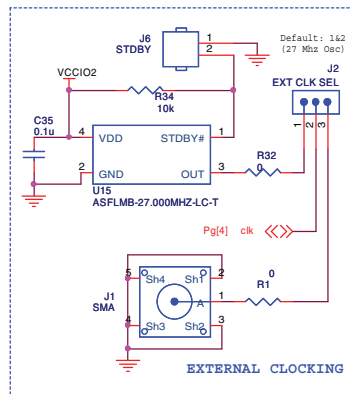 J6
STDBY
1
2
Default: 1&2
(27 Mhz Osc)
J2
EXT CLK SEL
VCCIO2
R34
10k
C35
0.1u
4 VDD STDBY# 1
2 GND OUT 3
U15
ASFLMB-27.000MHZ-LC-T
R32
0
1
2
3
Pg[4] clk
0
R1
J1
SMA
5 Sh4 Sh1 2
A 1
4 Sh3 Sh2 3
EXTERNAL CLOCKING